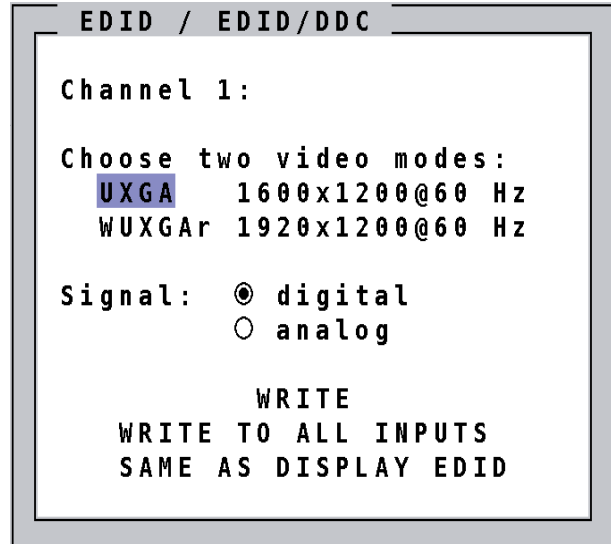 EDID / EDID/DDC
Channel 1:
Choose two video modes:
UXGA 1600x1200@60 Hz
WUXGAr 1920x1200@60 Hz
Signal: digital
analog
WRITE
WRITE TO ALL INPUTS
SAME AS DISPLAY EDID